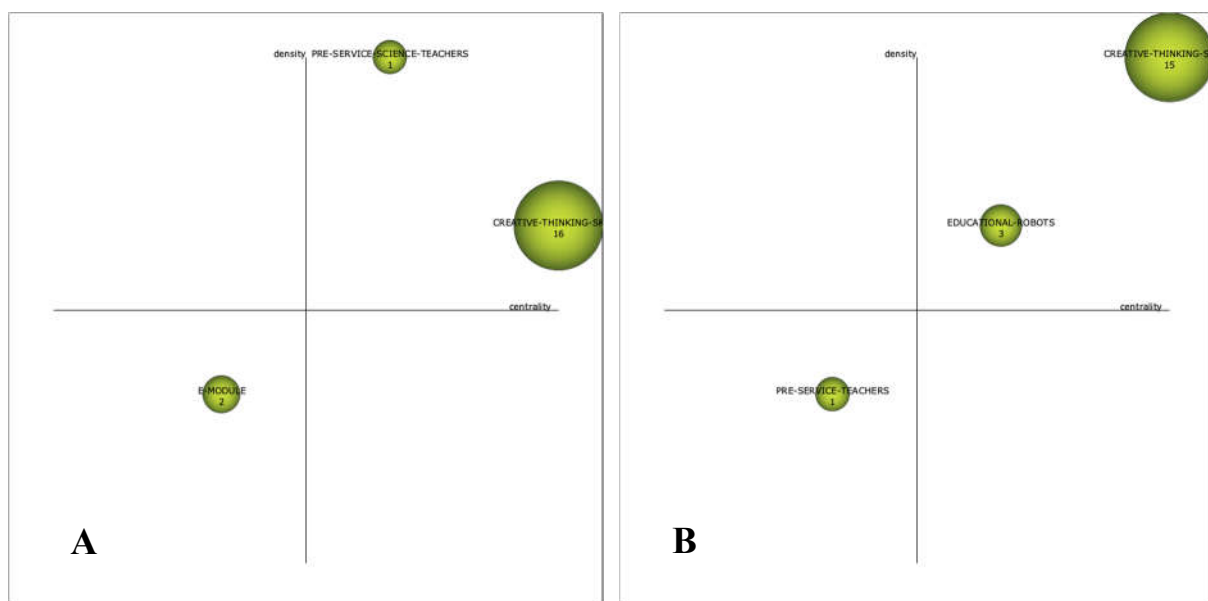 density
PRE-SERVICE-SCIENCE-TEACHERS
1
CREATIVE-THINKING-SK
16
centrality
E-MODULE
2
A
density
CREATIVE-THINKING-S
15
EDUCATIONAL-ROBOTS
3
centrality
PRE-SERVICE-TEACHERS
1
B